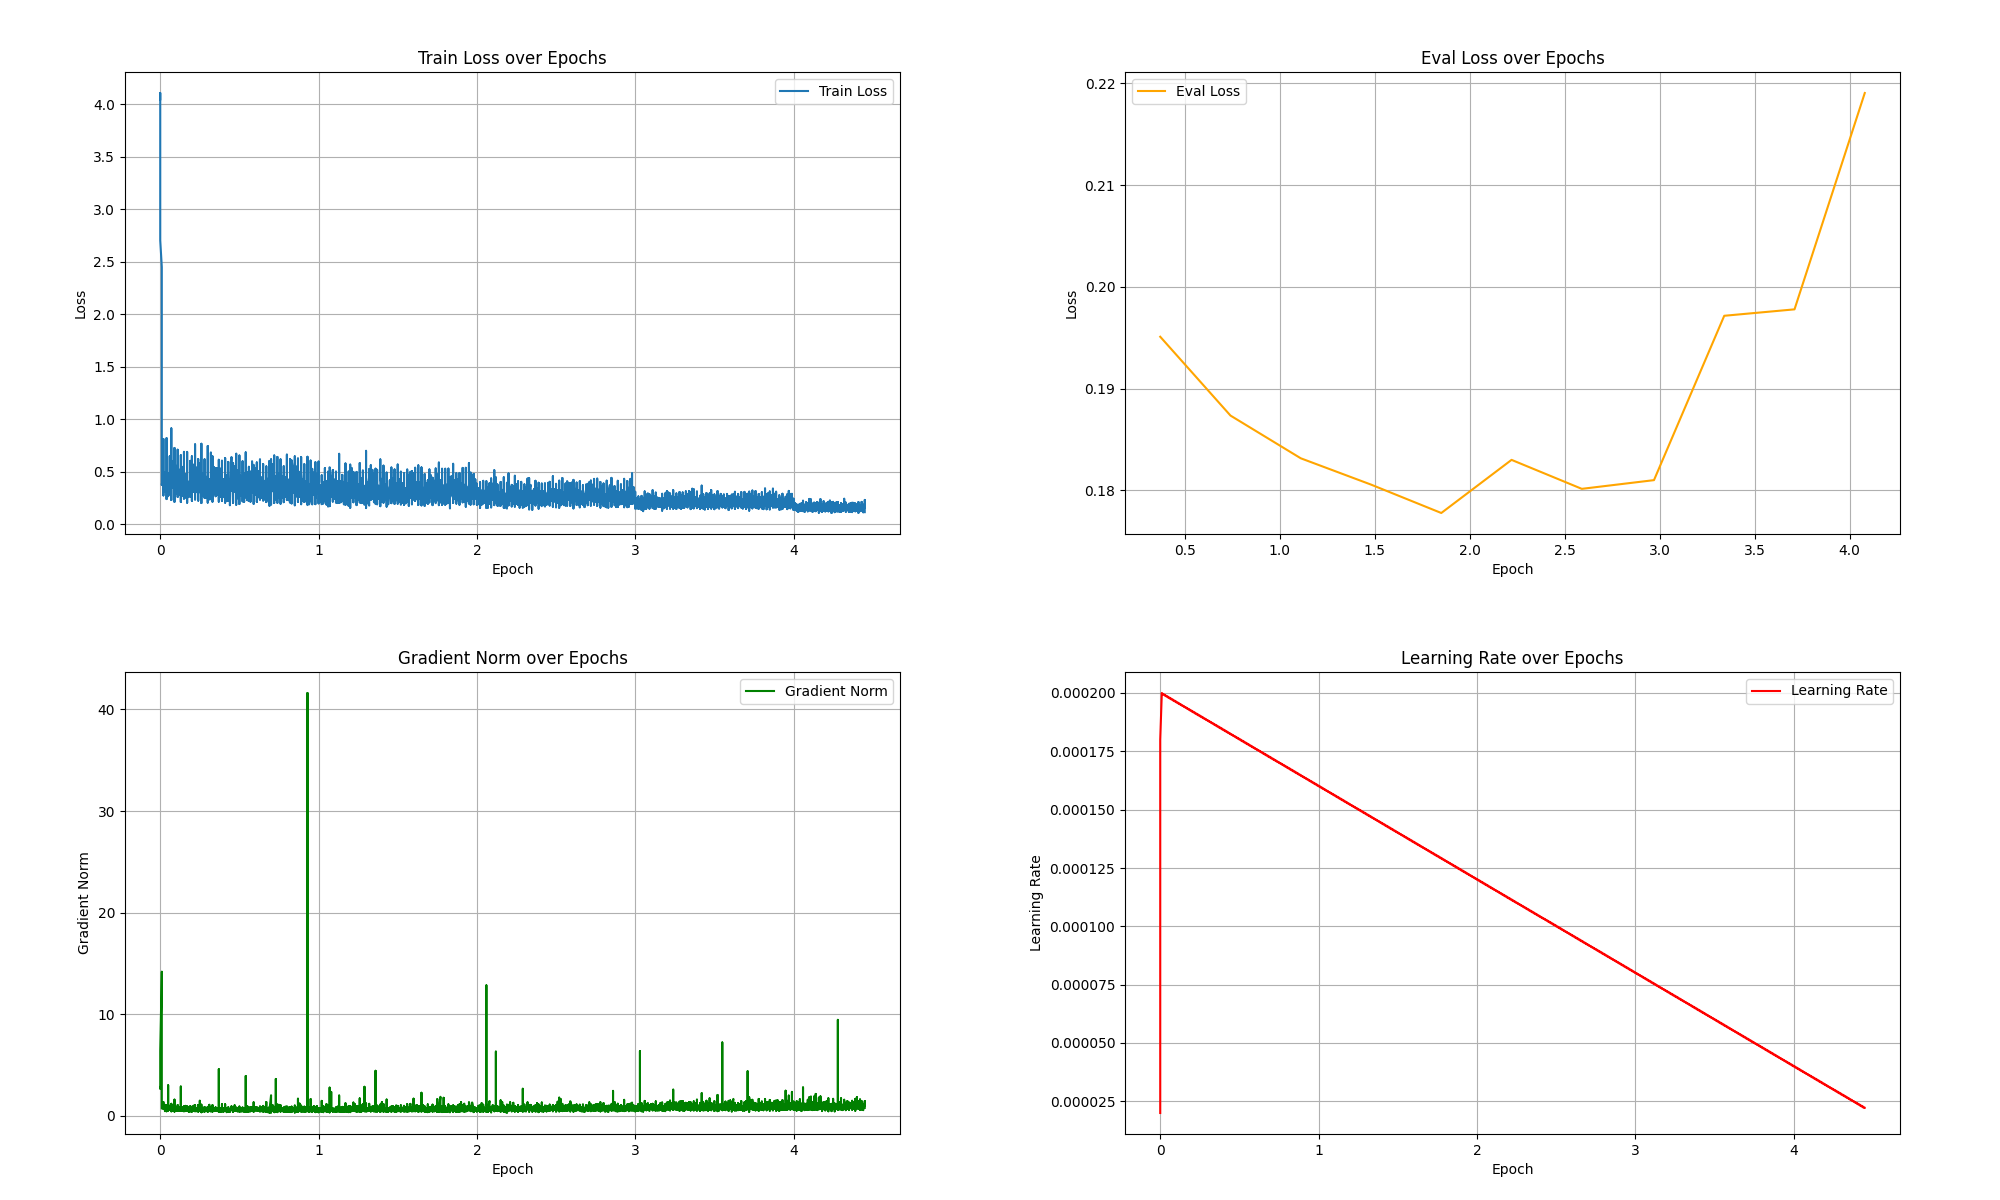 Train Loss over Epochs
Train Loss
4.0
3.5
3.0
2.5
2.0
1.5
1.0
0.5
0.0
Loss
0 1 2 3 4
Epoch
Eval Loss over Epochs
Eval Loss
0.22
0.21
0.20
0.19
0.18
Loss
0.5 1.0 1.5 2.0 2.5 3.0 3.5 4.0
Epoch
Gradient Norm over Epochs
Gradient Norm
40
30
20
10
0
Gradient Norm
0 1 2 3 4
Epoch
Learning Rate over Epochs
Learning Rate
0.000200
0.000175
0.000150
0.000125
0.000100
0.000075
0.000050
0.000025
Learning Rate
0 1 2 3 4
Epoch